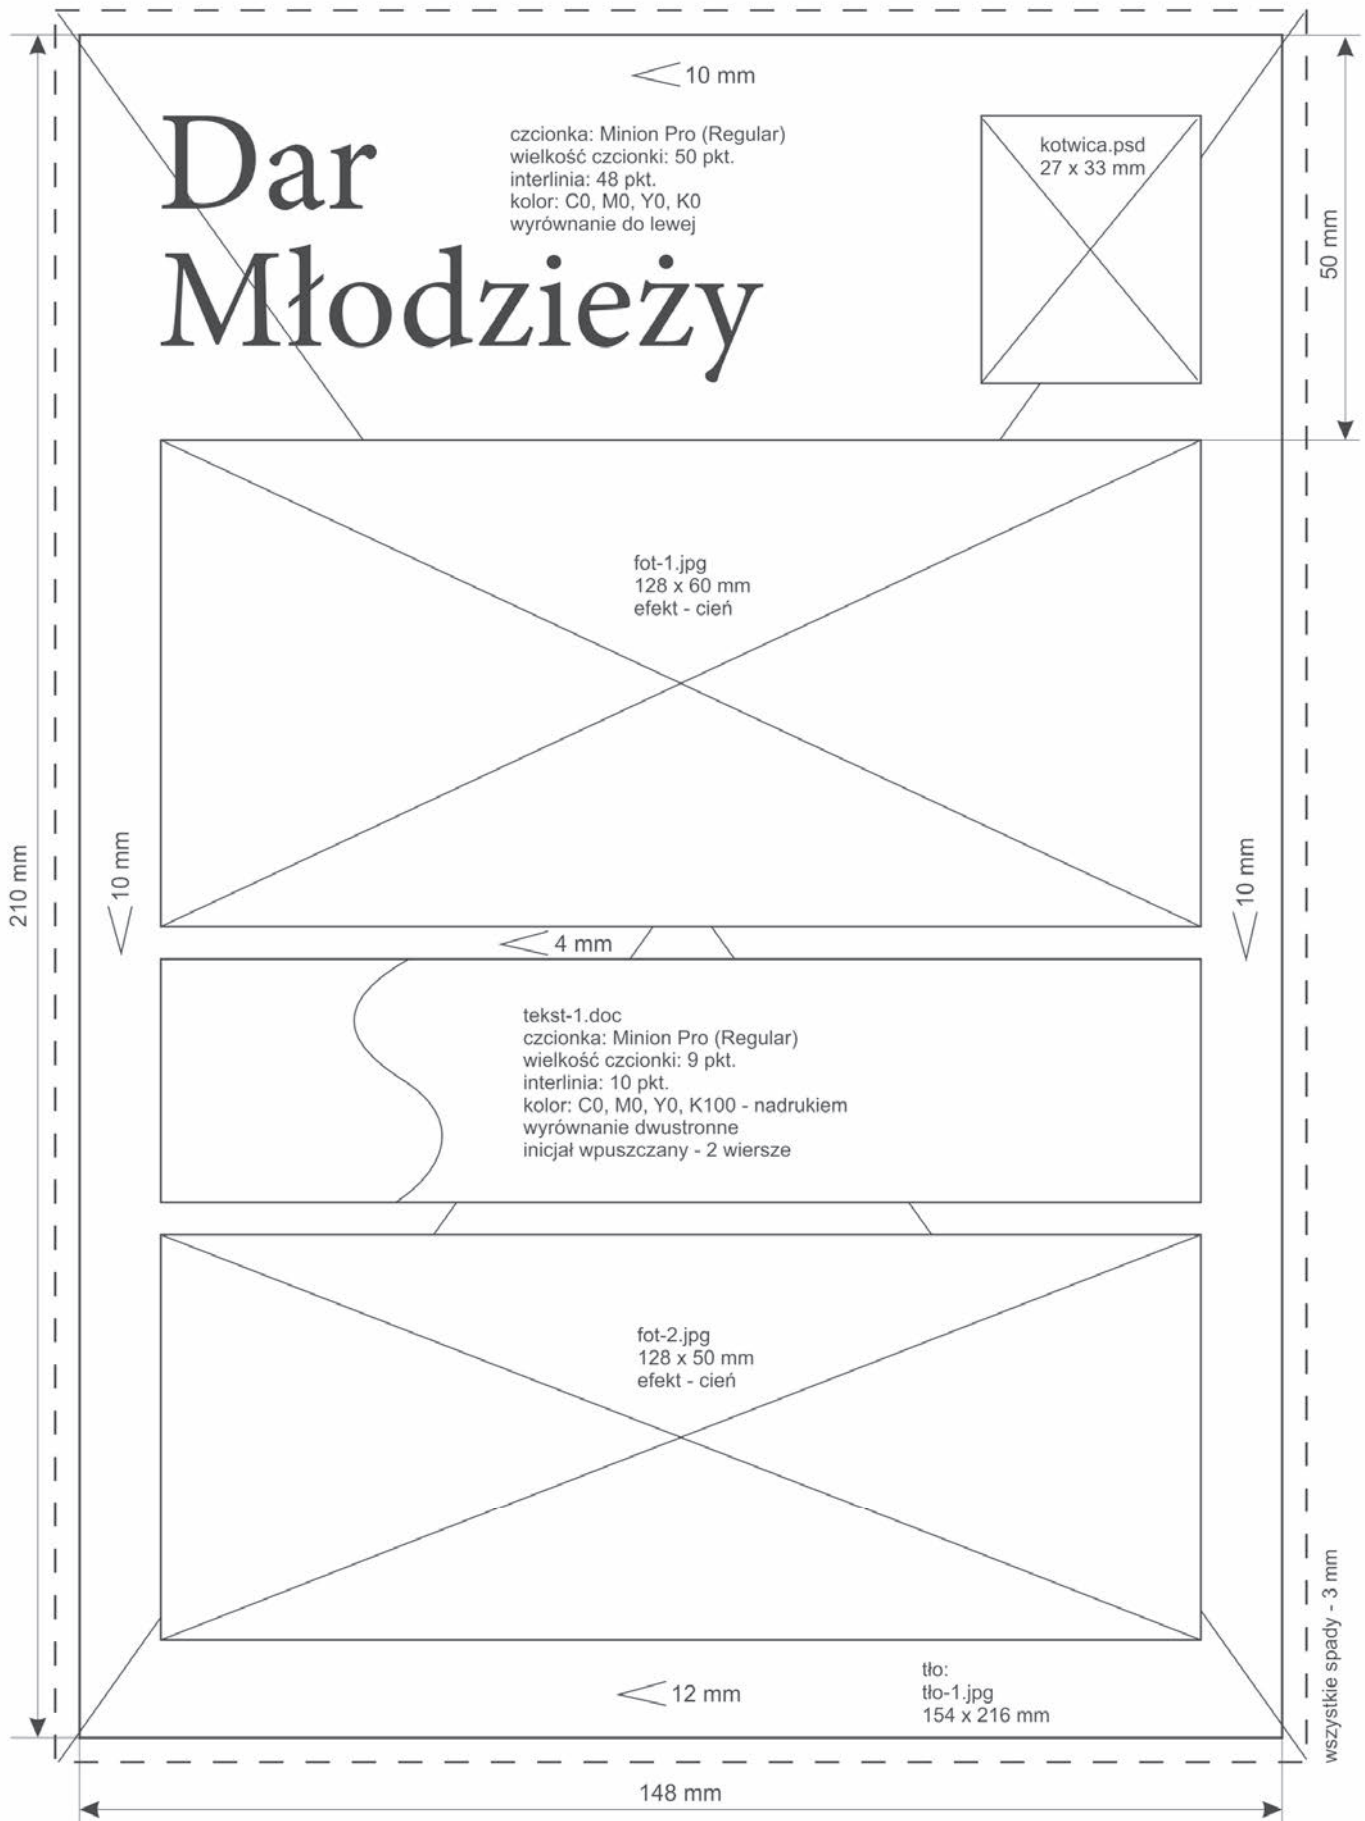 10 mm
Dar
Młodzieży
czcionka: Minion Pro (Regular)
wielkość czcionki: 50 pkt.
interlinia: 48 pkt.
kolor: C0, M0, Y0, K0
wyrównanie do lewej
kotwica.psd
27 x 33 mm
50 mm
fot-1.jpg
128 x 60 mm
efekt - cień
210 mm
10 mm
10 mm
4 mm
tekst-1.doc
czcionka: Minion Pro (Regular)
wielkość czcionki: 9 pkt.
interlinia: 10 pkt.
kolor: C0, M0, Y0, K100 - nadrukiem
wyrównanie dwustronne
inicjał wpuszczany - 2 wiersze
fot-2.jpg
128 x 50 mm
efekt - cień
12 mm
tło:
tło-1.jpg
154 x 216 mm
wszystkie spady - 3 mm
148 mm